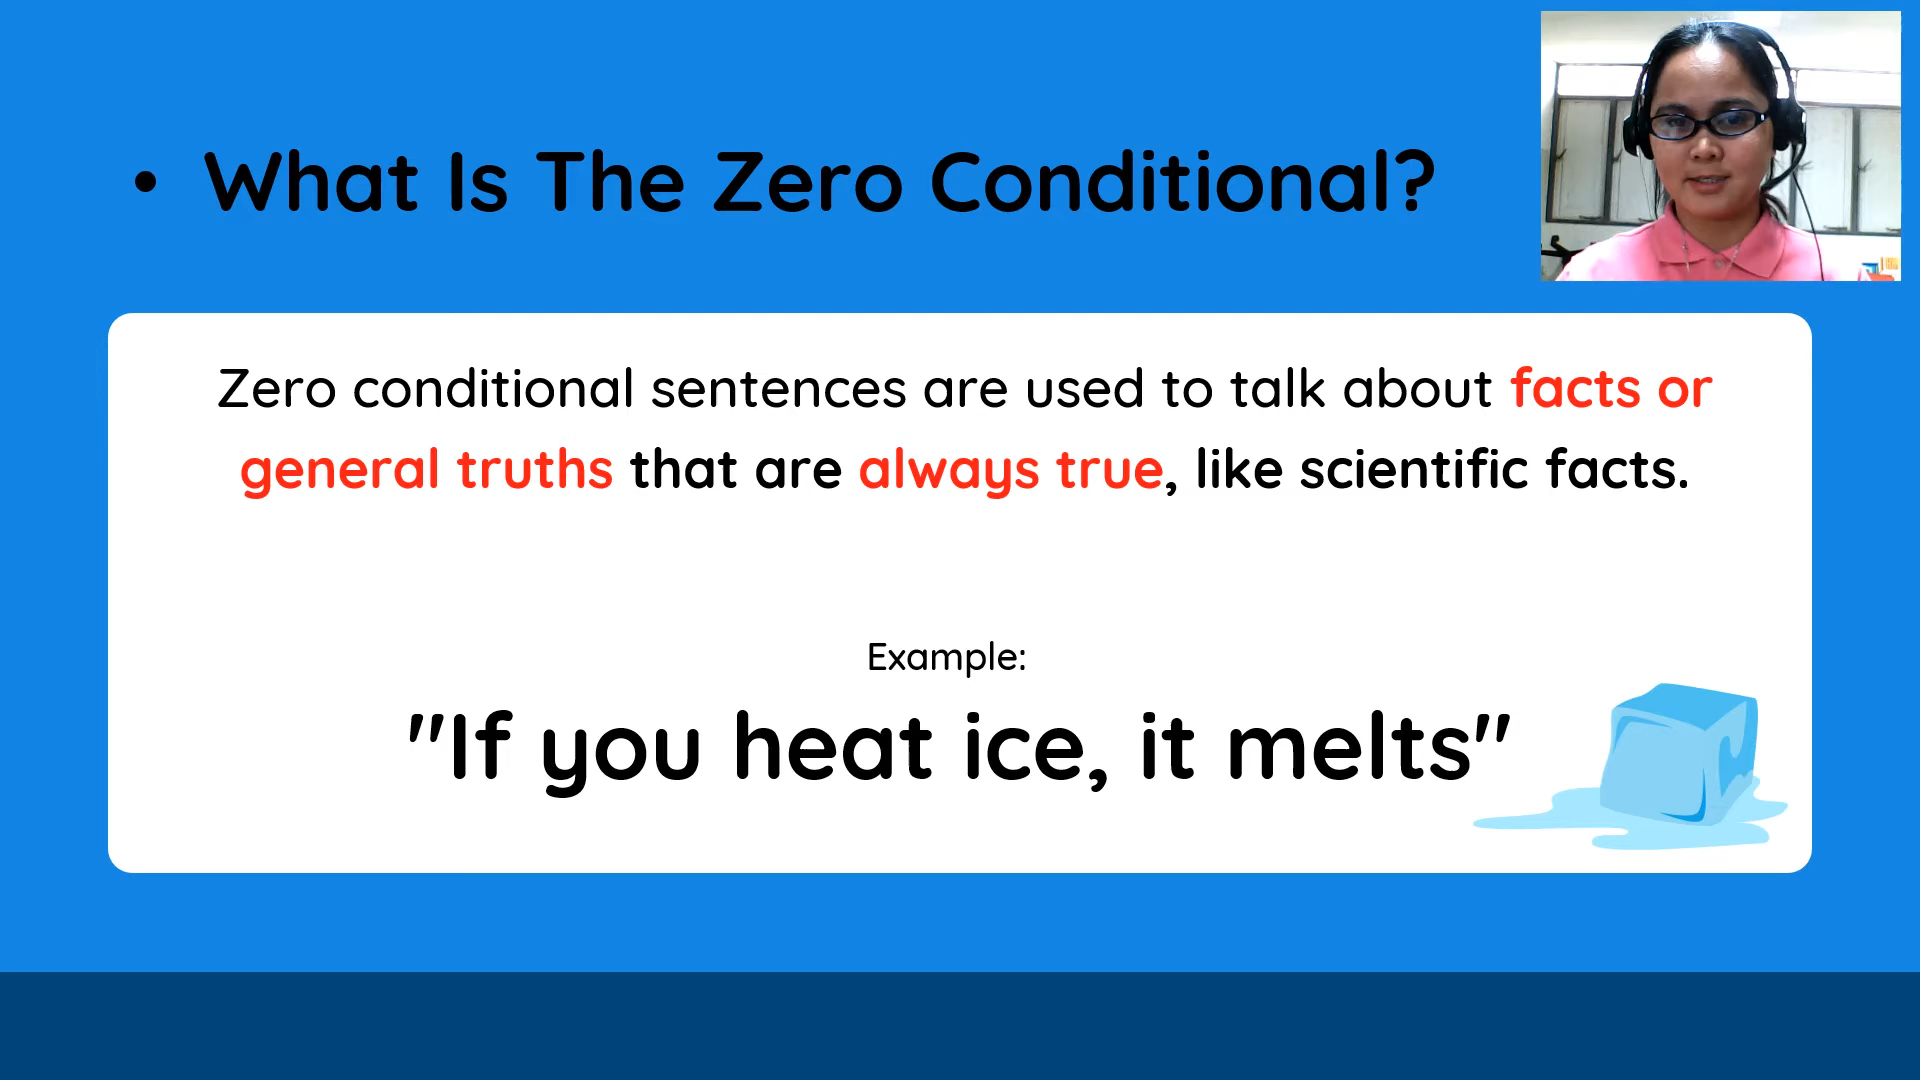 • What Is The Zero Conditional?
Zero conditional sentences are used to talk about facts or
general truths that are always true, like scientific facts.
Example:
"If you heat ice, it melts"